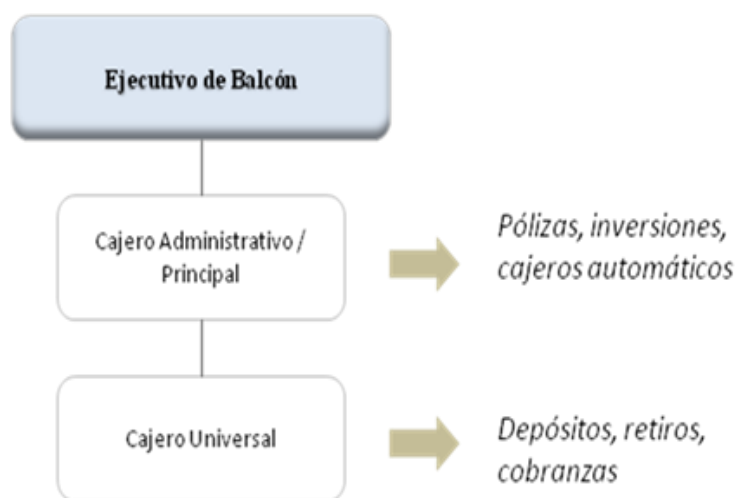 Ejecutivo de Balcón
Cajero Administrativo /
Principal
Pólizas, inversiones,
cajeros automáticos
Cajero Universal
Depósitos, retiros,
cobranzas